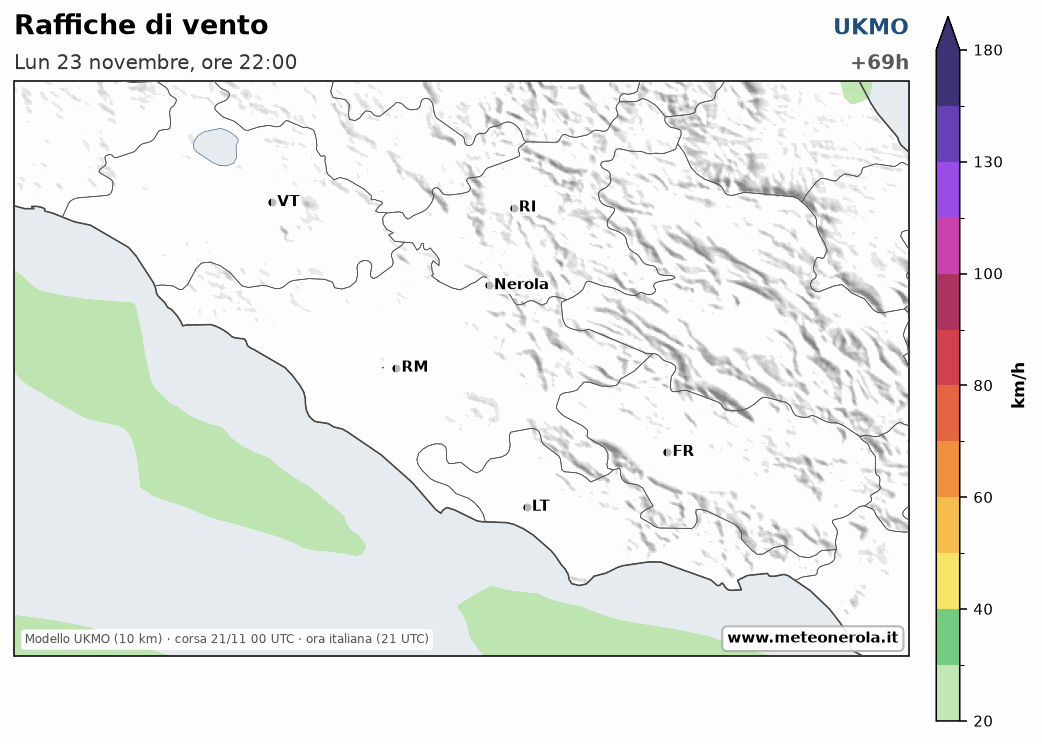 Raffiche di vento
UKMO
Lun 23 novembre, ore 22:00
+69h
VT
RI
Nerola
RM
FR
LT
Modello UKMO (10 km) · corsa 21/11 00 UTC · ora italiana (21 UTC)
www.meteonerola.it
180
130
100
80
60
40
20
km/h